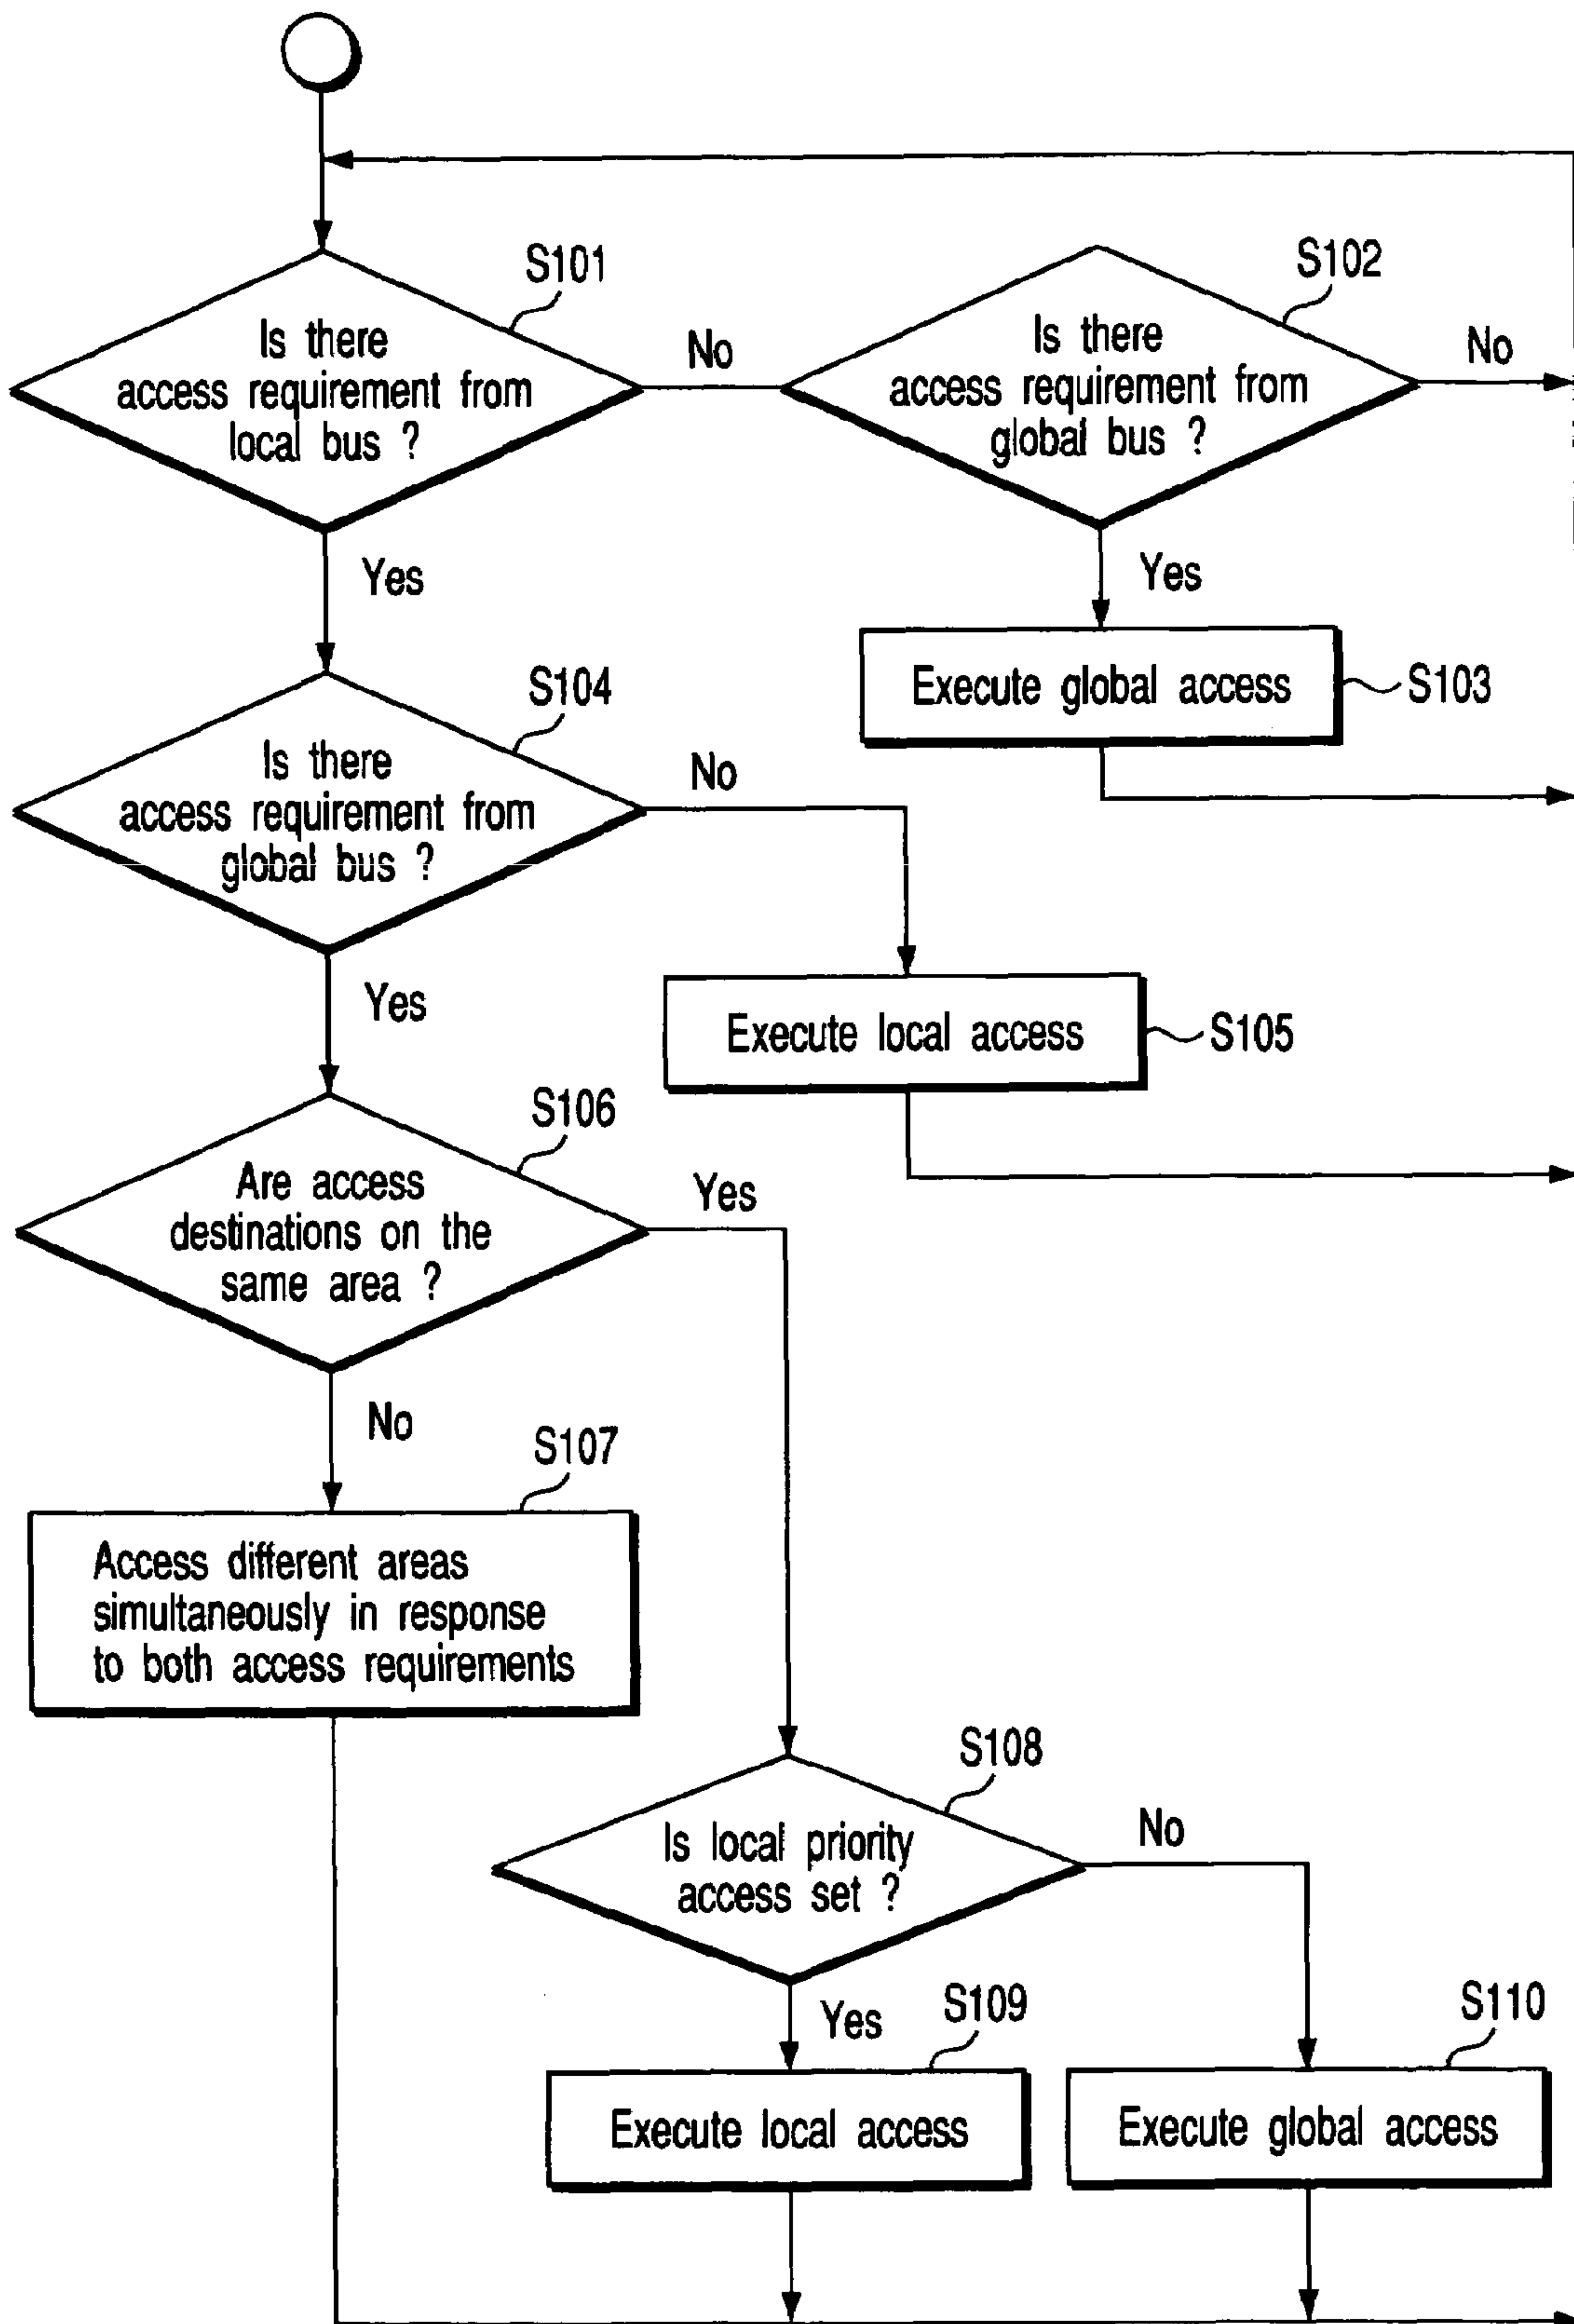 S101
Is there
access requirement from
local bus ?
No
S102
Is there
access requirement from
global bus ?
No
Yes
Yes
Execute global access
S103
S104
Is there
access requirement from
global bus ?
No
Yes
Execute local access
S105
S106
Are access
destinations on the
same area ?
Yes
No
S107
Access different areas
simultaneously in response
to both access requirements
S108
Is local priority
access set ?
No
Yes
S109
Execute local access
S110
Execute global access